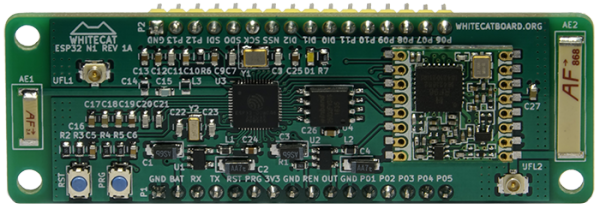 WHITECAT
ESP32 N1 REV 1A
P2
GND P12 P13 SDI SDO SCK NSS DI2 DI1
P11 P10 P09 P08 P07 P06
WHITECATBOARD.ORG
AE2
AF 868
AE1
AF
UFL1
C13 C12 C11 C10 R6 C9 C7 Y1 C8 C25 D1 R7
C14 C15 L3 U3
C27
C17 C18 C19 C20 C21
C16
C22 Y2 C23
C26 U4
R2 R3 C5 R4 R5 C6
C1 U1 L1 C24 C2 C3 U2 L2 C4
UFL2
RST PRG
P1
GND BAT RX TX RST PRG 3V3 GND REN OUT GND P01 P02 P03 P04 P05